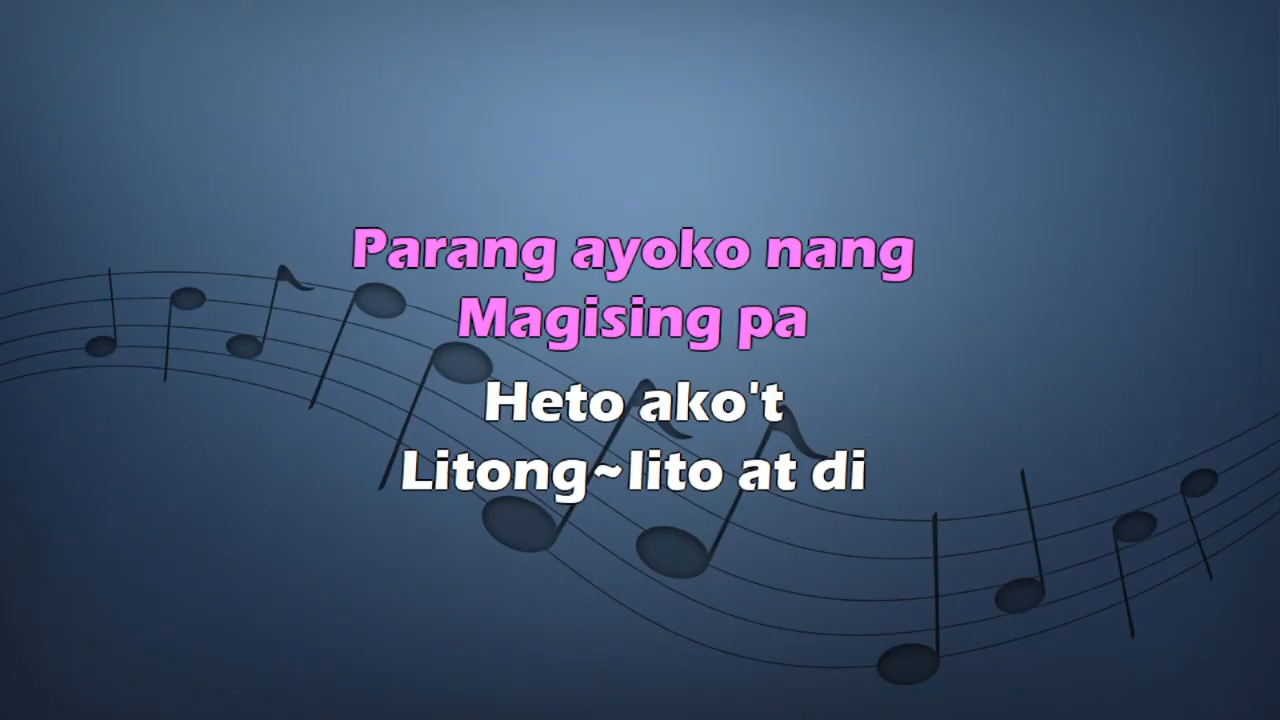 Parang ayoko nang
Magising pa
Heto ako't
Litong~lito at di